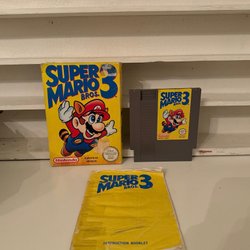 SUPER
MARIO 3
BROS.
Nintendo
SUPER
MARIO 3
BROS.
SUPER
MARIO 3
BROS.
INSTRUCTION BOOKLET